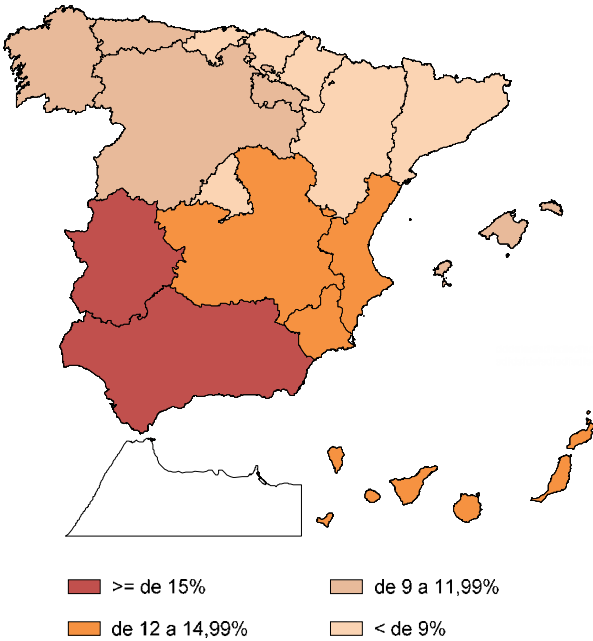 >= de 15%
de 9 a 11,99%
de 12 a 14,99%
< de 9%